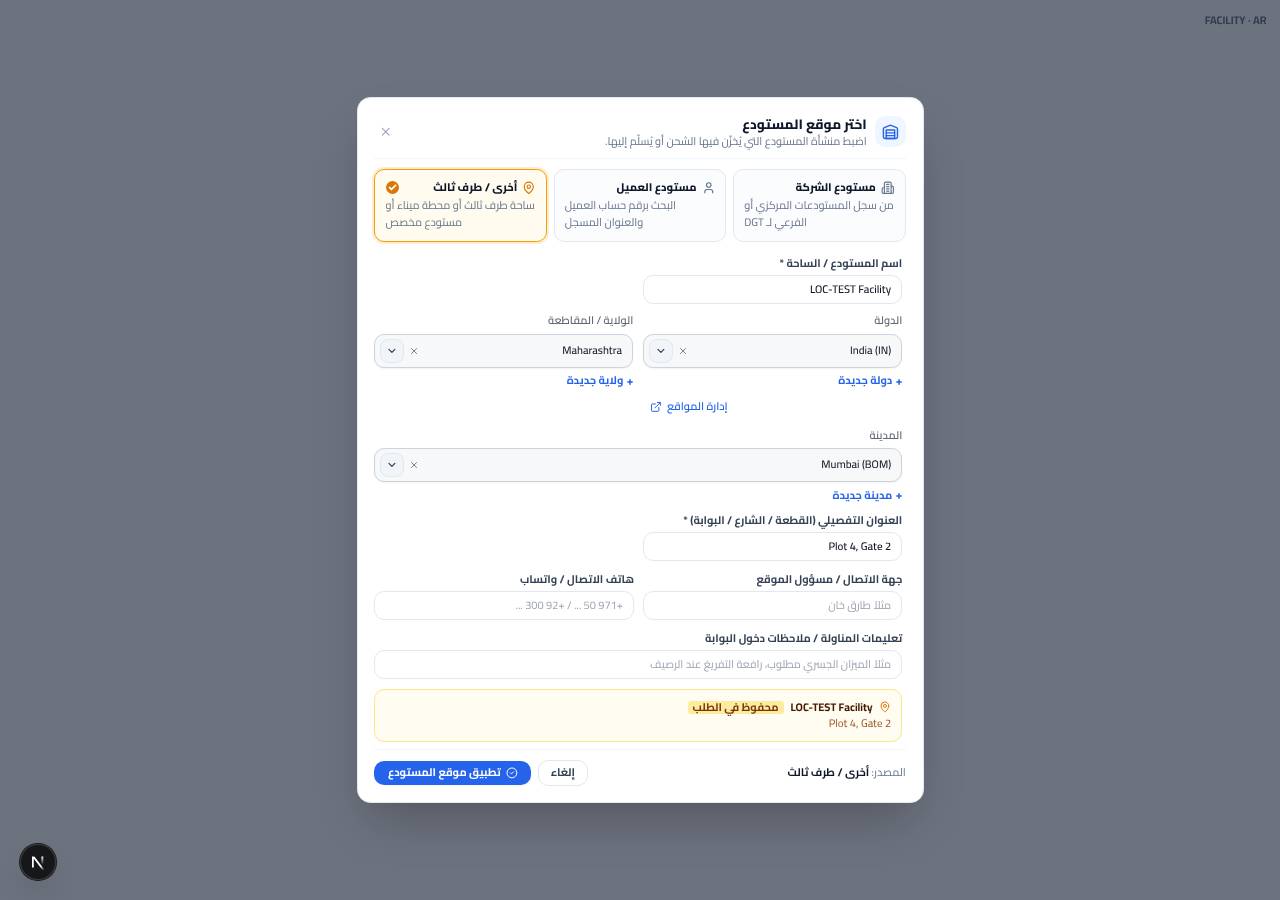 FACILITY · AR
اختر موقع المستودع
اضبط منشأة المستودع التي يُخزَّن فيها الشحن أو يُسلَّم إليها.
مستودع الشركة
من سجل المستودعات المركزي أو
الفرعي لـ DGT
مستودع العميل
البحث برقم حساب العميل
والعنوان المسجل
أخرى / طرف ثالث
ساحة طرف ثالث أو محطة ميناء أو
مستودع مخصص
اسم المستودع / الساحة *
LOC-TEST Facility
الدولة
الولاية / المقاطعة
India (IN)
Maharashtra
+ دولة جديدة
+ ولاية جديدة
إدارة المواقع
المدينة
Mumbai (BOM)
+ مدينة جديدة
العنوان التفصيلي (القطعة / الشارع / البوابة) *
Plot 4, Gate 2
جهة الاتصال / مسؤول الموقع
هاتف الاتصال / واتساب
مثلاً طارق خان
+971 50 ... / +92 300 ...
تعليمات المناولة / ملاحظات دخول البوابة
مثلاً الميزان الجسري مطلوب، رافعة التفريغ عند الرصيف
LOC-TEST Facility محفوظ في الطلب
Plot 4, Gate 2
المصدر: أخرى / طرف ثالث
إلغاء
تطبيق موقع المستودع
N